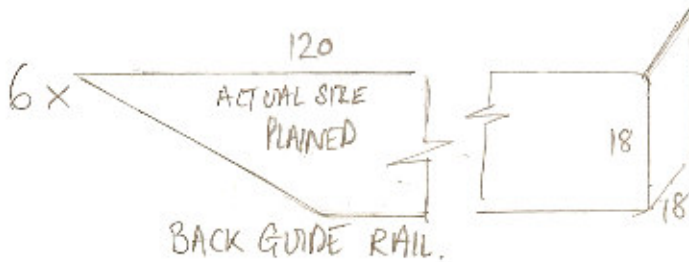 120
6 ×
ACTUAL SIZE
PLAINED
18
18
BACK GUIDE RAIL.